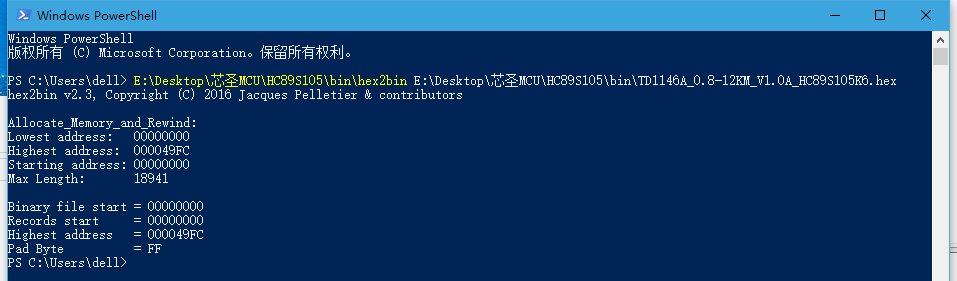 Windows PowerShell
Windows PowerShell
版权所有 (C) Microsoft Corporation。保留所有权利。
PS C:\Users\dell> E:\Desktop\芯圣MCU\HC89S105\bin\hex2bin E:\Desktop\芯圣MCU\HC89S105\bin\TD1146A_0.8-12KM_V1.0A_HC89S105K6.hex
hex2bin v2.3, Copyright (C) 2016 Jacques Pelletier & contributors
Allocate_Memory_and_Rewind:
Lowest address:   00000000
Highest address:  000049FC
Starting address: 00000000
Max Length:       18941
Binary file start = 00000000
Records start     = 00000000
Highest address   = 000049FC
Pad Byte          = FF
PS C:\Users\dell>